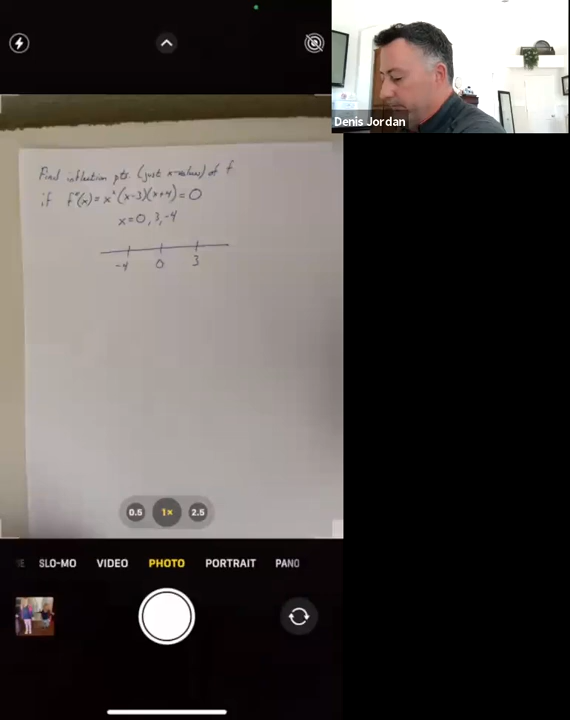 Denis Jordan
Find inflection pts. (just x-values) of f
if f"(x) = x²(x-3)(x+4) = 0
x=0, 3, -4
-4 0 3
0.5 1× 2.5
SLO-MO VIDEO PHOTO PORTRAIT PANO